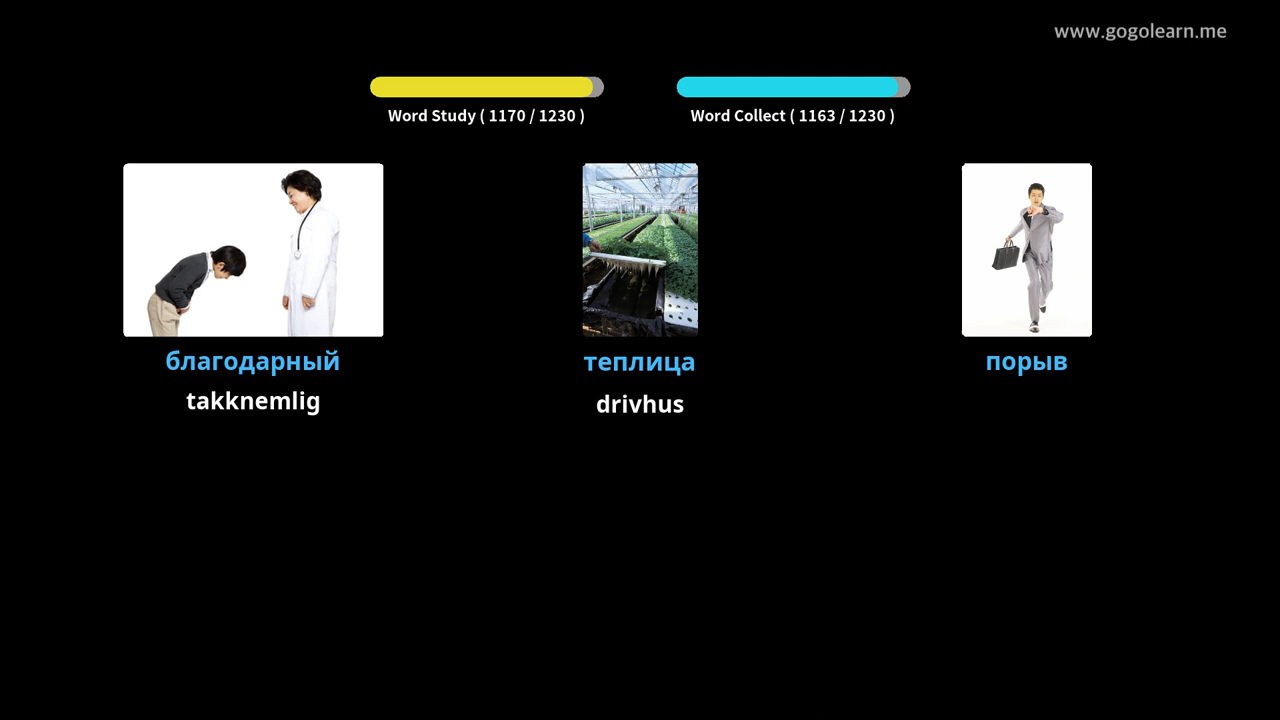 www.gogolearn.me
Word Study ( 1170 / 1230 )
Word Collect ( 1163 / 1230 )
благодарный
takknemlig
теплица
drivhus
порыв